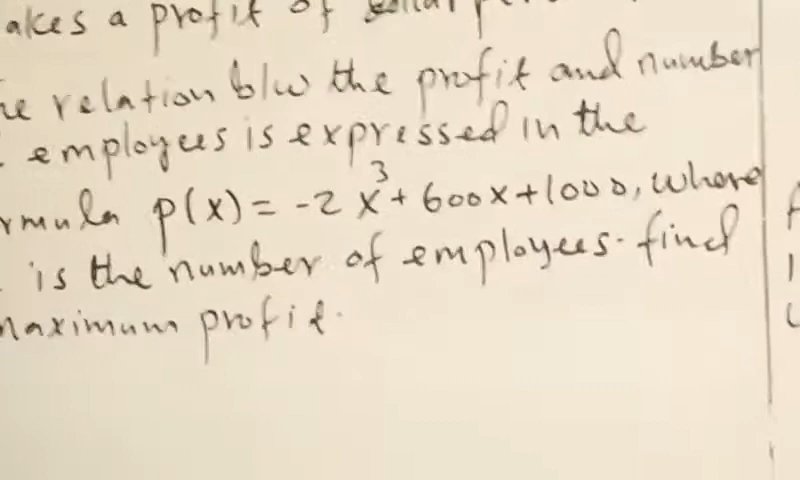 akes a profit of
relation b/w the profit and number
employees is expressed in the
rmula p(x) = -2x³ + 600x + 1000, where
is the number of employees. find
maximum profit.